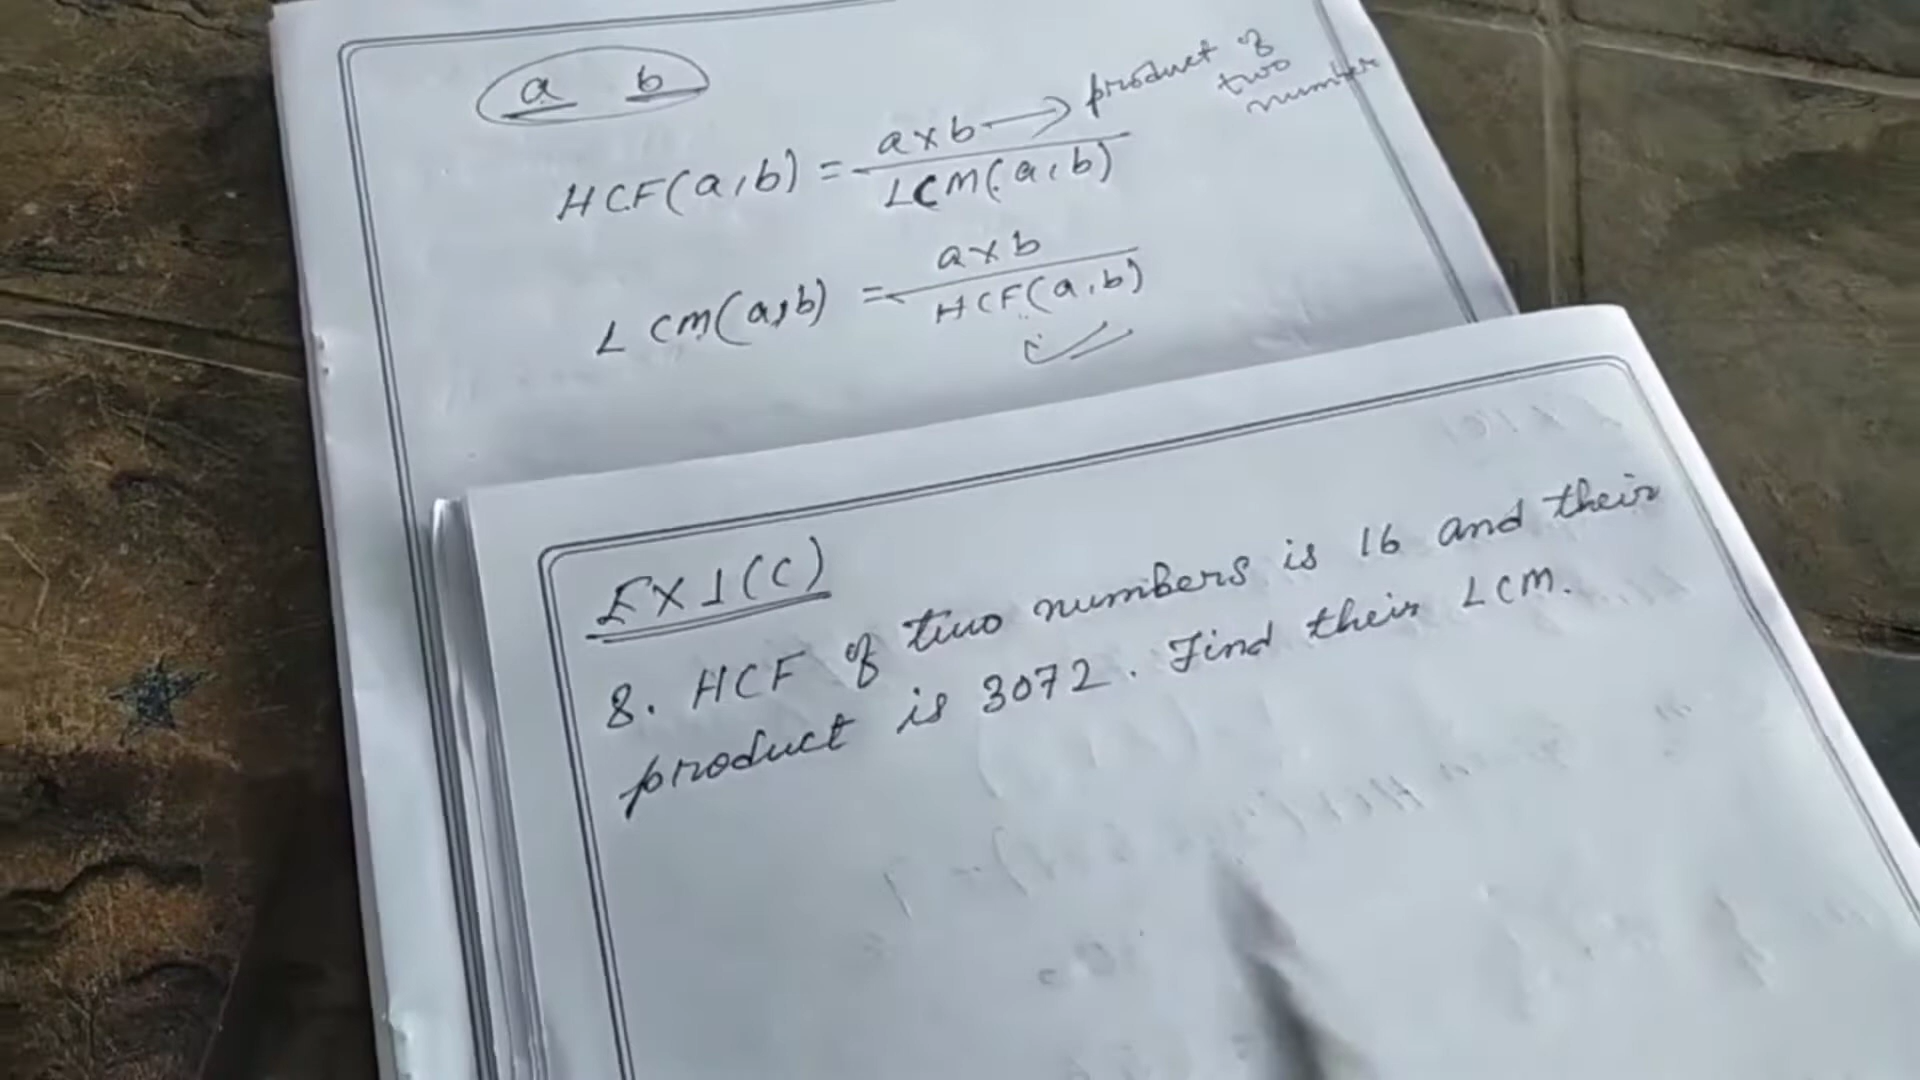 a b
HCF(a,b) = a×b → product of two number
LCM(a,b)
LCM(a,b) = a×b
HCF(a,b)
EX 1(C)
8. HCF of two numbers is 16 and their
product is 3072. Find their LCM.